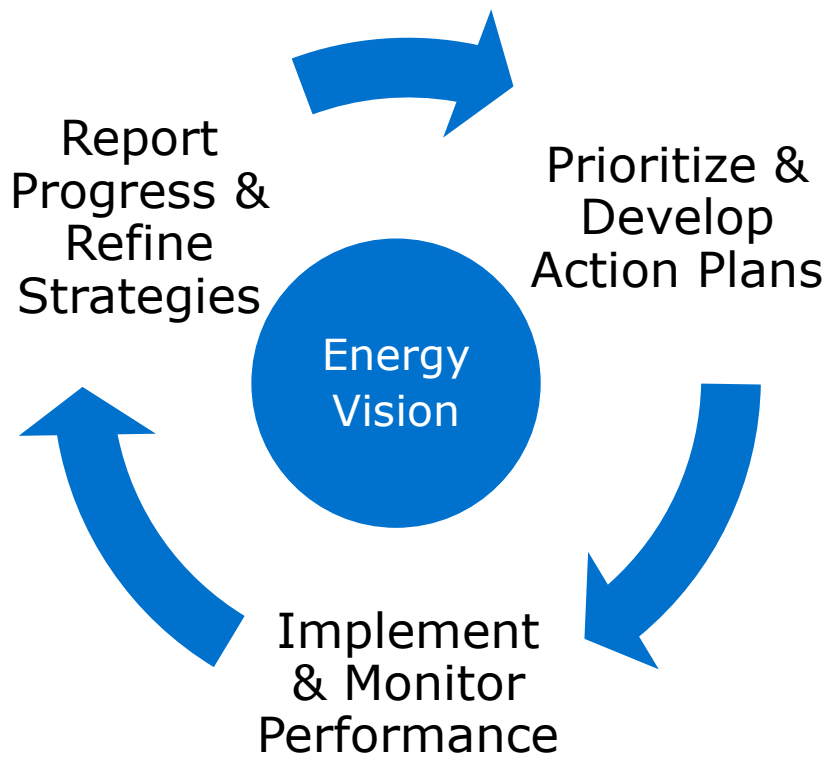 Report
Progress &
Refine
Strategies
Prioritize &
Develop
Action Plans
Energy
Vision
Implement
& Monitor
Performance